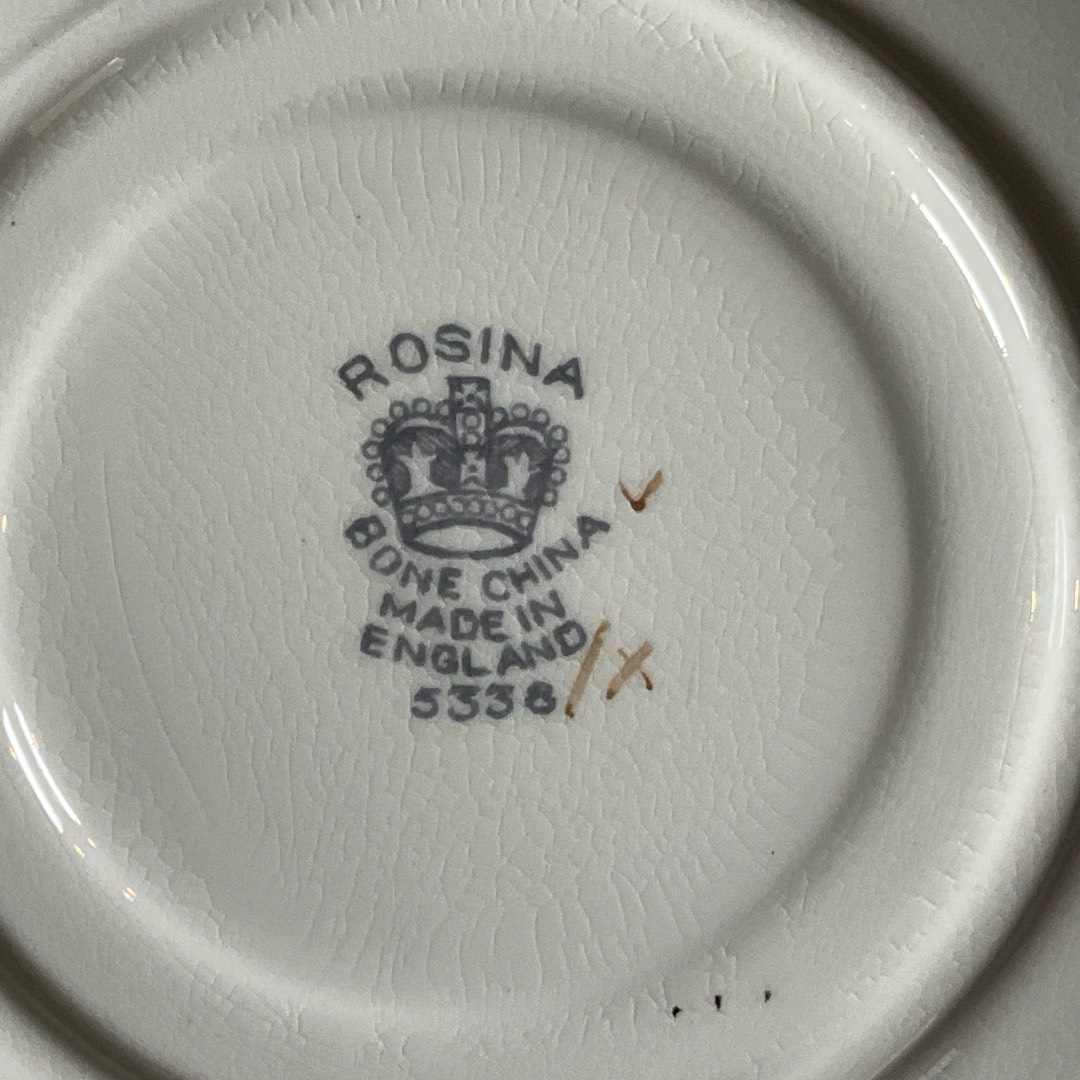 ROSINA
BONE CHINA
MADE IN
ENGLAND
5338/X